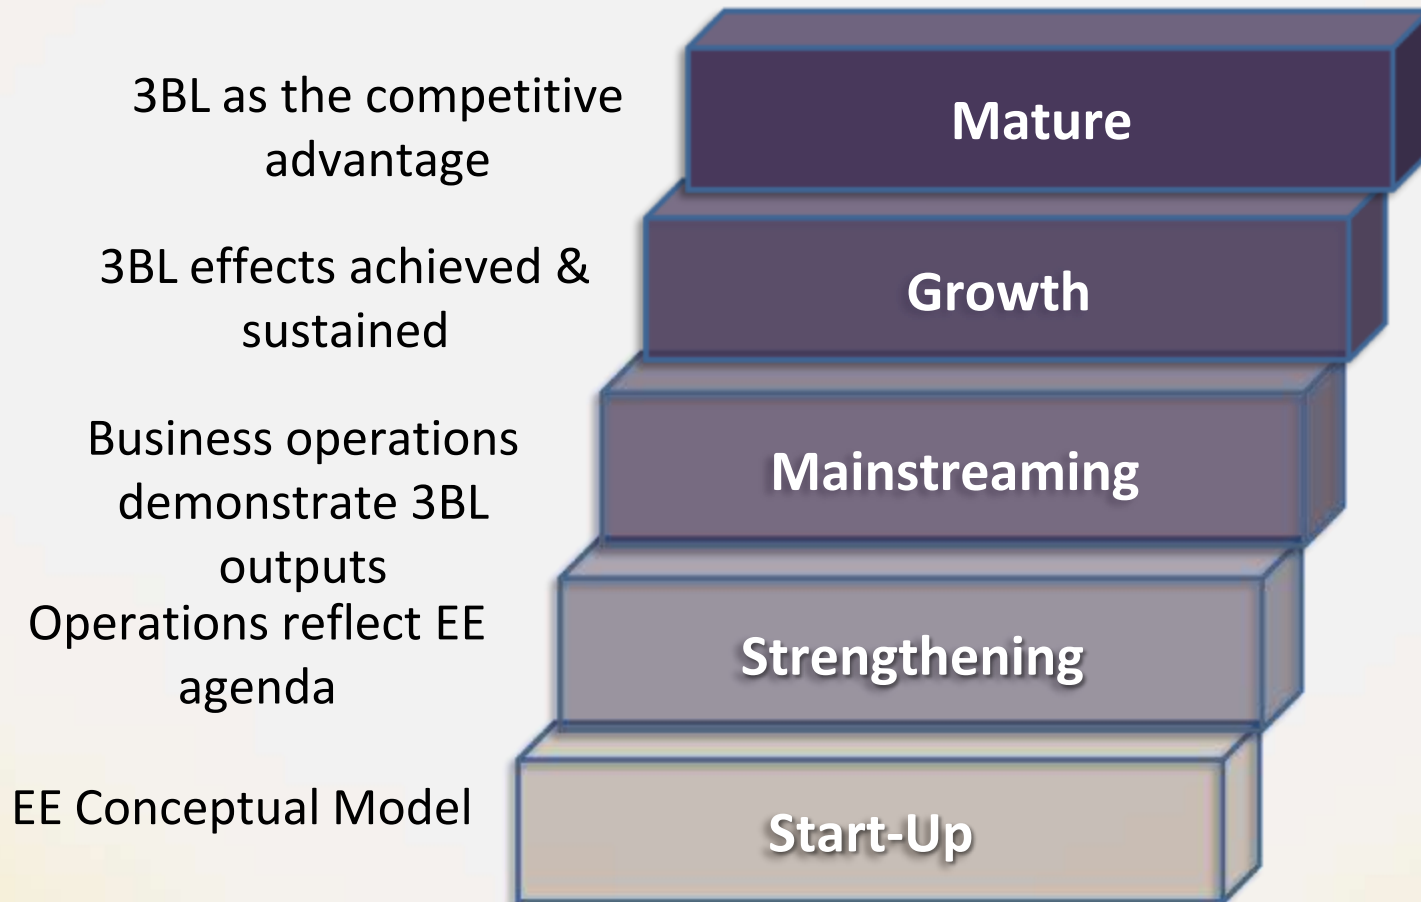 3BL as the competitive
advantage
Mature
3BL effects achieved &
sustained
Growth
Business operations
demonstrate 3BL
outputs
Mainstreaming
Operations reflect EE
agenda
Strengthening
EE Conceptual Model
Start-Up